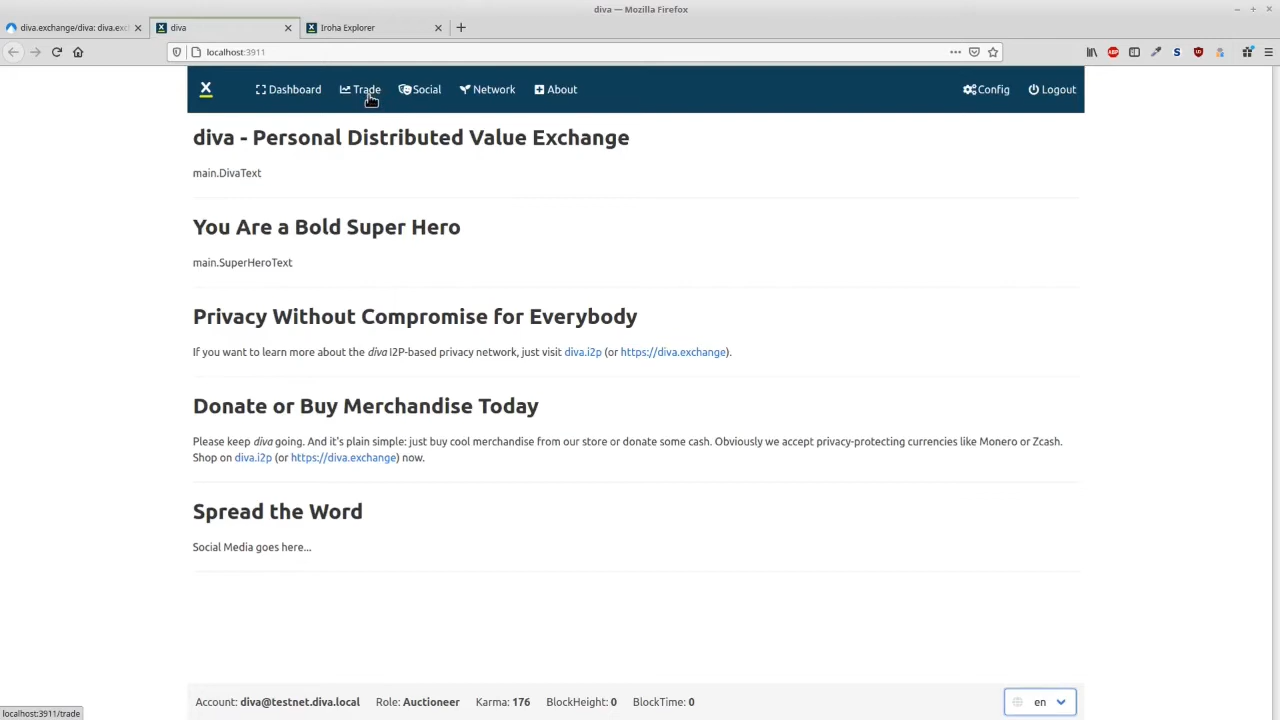 diva — Mozilla Firefox
diva.exchange/diva: diva.exc
diva
Iroha Explorer
localhost:3911
Dashboard
Trade
Social
Network
About
Config
Logout
diva - Personal Distributed Value Exchange
main.DivaText
You Are a Bold Super Hero
main.SuperHeroText
Privacy Without Compromise for Everybody
If you want to learn more about the diva I2P-based privacy network, just visit diva.i2p (or https://diva.exchange).
Donate or Buy Merchandise Today
Please keep diva going. And it's plain simple: just buy cool merchandise from our store or donate some cash. Obviously we accept privacy-protecting currencies like Monero or Zcash.
Shop on diva.i2p (or https://diva.exchange) now.
Spread the Word
Social Media goes here...
Account: diva@testnet.diva.local Role: Auctioneer Karma: 176 BlockHeight: 0 BlockTime: 0
en
localhost:3911/trade